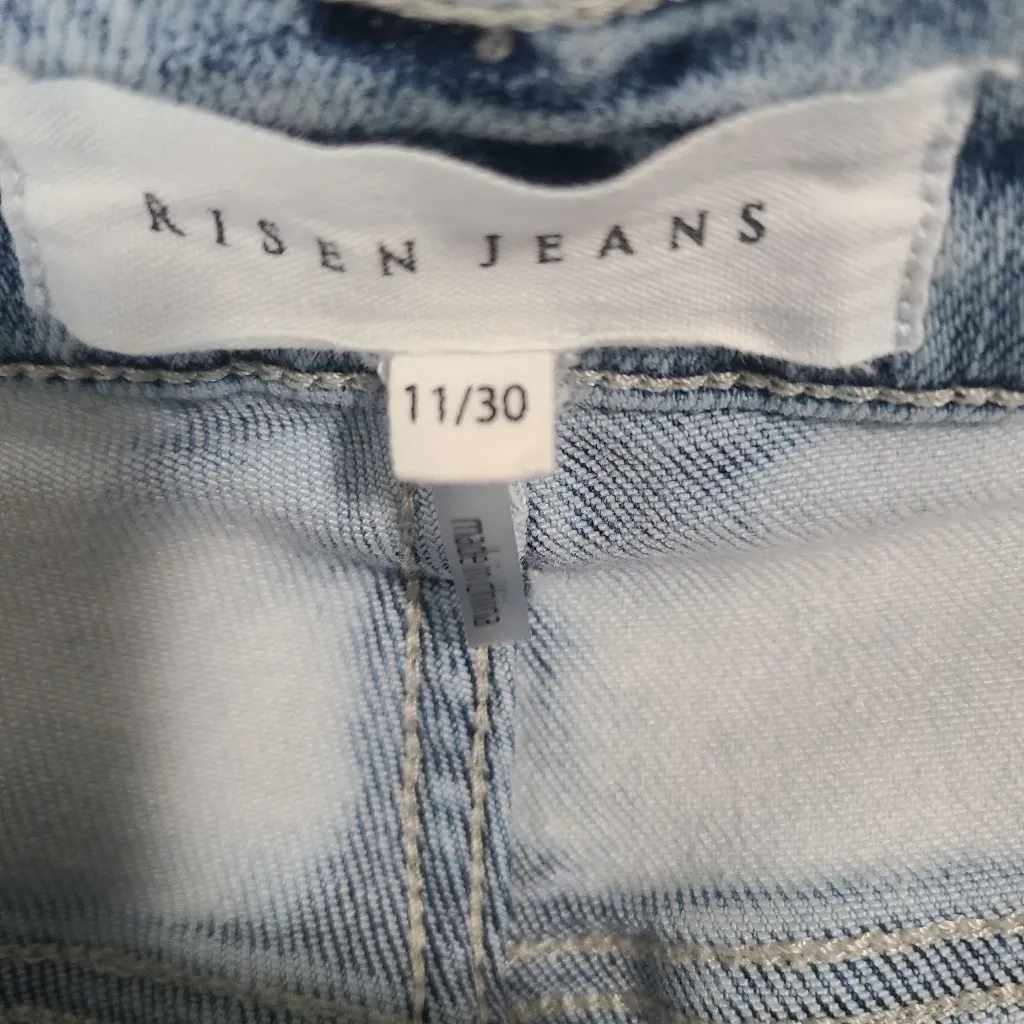 RISEN JEANS
11/30
made in china